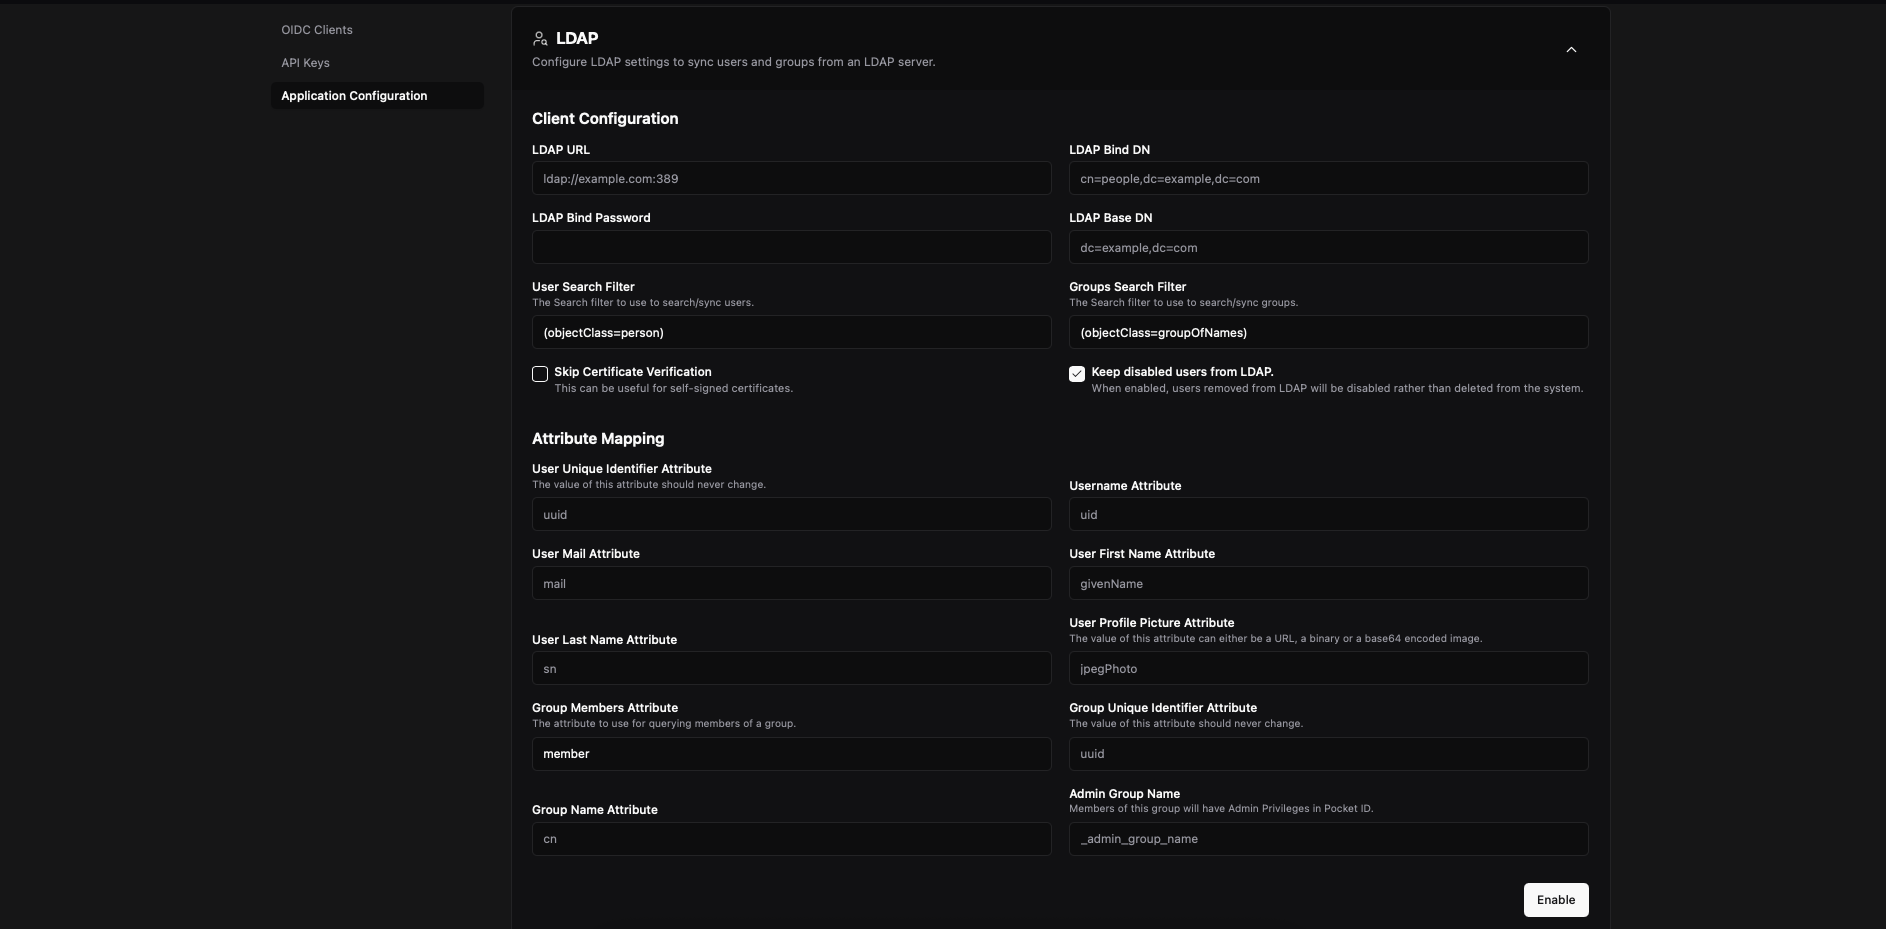 OIDC Clients
API Keys
Application Configuration
LDAP
Configure LDAP settings to sync users and groups from an LDAP server.
Client Configuration
LDAP URL
ldap://example.com:389
LDAP Bind DN
cn=people,dc=example,dc=com
LDAP Bind Password
LDAP Base DN
dc=example,dc=com
User Search Filter
The Search filter to use to search/sync users.
(objectClass=person)
Groups Search Filter
The Search filter to use to search/sync groups.
(objectClass=groupOfNames)
Skip Certificate Verification
This can be useful for self-signed certificates.
Keep disabled users from LDAP.
When enabled, users removed from LDAP will be disabled rather than deleted from the system.
Attribute Mapping
User Unique Identifier Attribute
The value of this attribute should never change.
uuid
Username Attribute
uid
User Mail Attribute
mail
User First Name Attribute
givenName
User Last Name Attribute
sn
User Profile Picture Attribute
The value of this attribute can either be a URL, a binary or a base64 encoded image.
jpegPhoto
Group Members Attribute
The attribute to use for querying members of a group.
member
Group Unique Identifier Attribute
The value of this attribute should never change.
uuid
Group Name Attribute
cn
Admin Group Name
Members of this group will have Admin Privileges in Pocket ID.
_admin_group_name
Enable